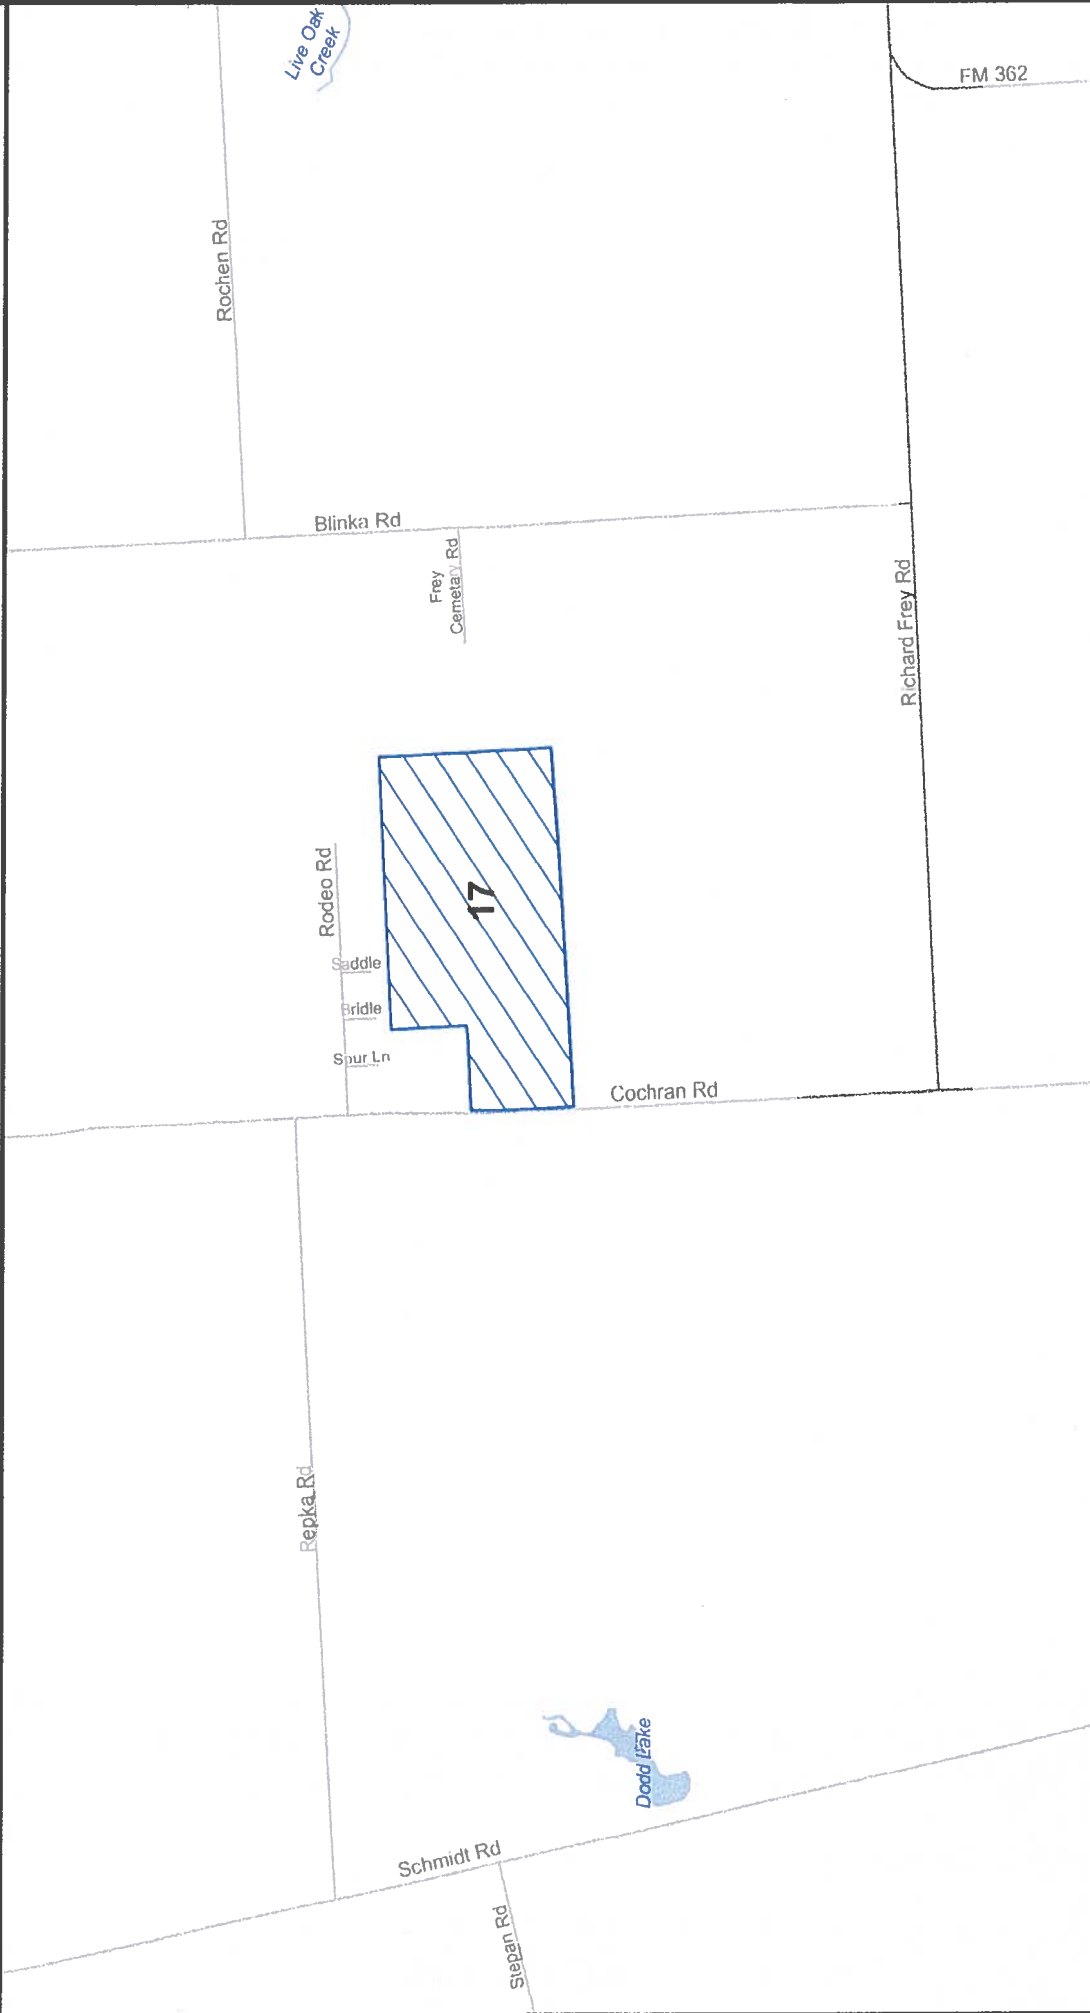 Live Oak
Creek
FM 362
Rochen Rd
Blinka Rd
Frey
Cemetary Rd
Richard Frey Rd
Rodeo Rd
Saddle
Bridle
Spur Ln
17
Cochran Rd
Repka Rd
Dodd Lake
Schmidt Rd
Stepan Rd